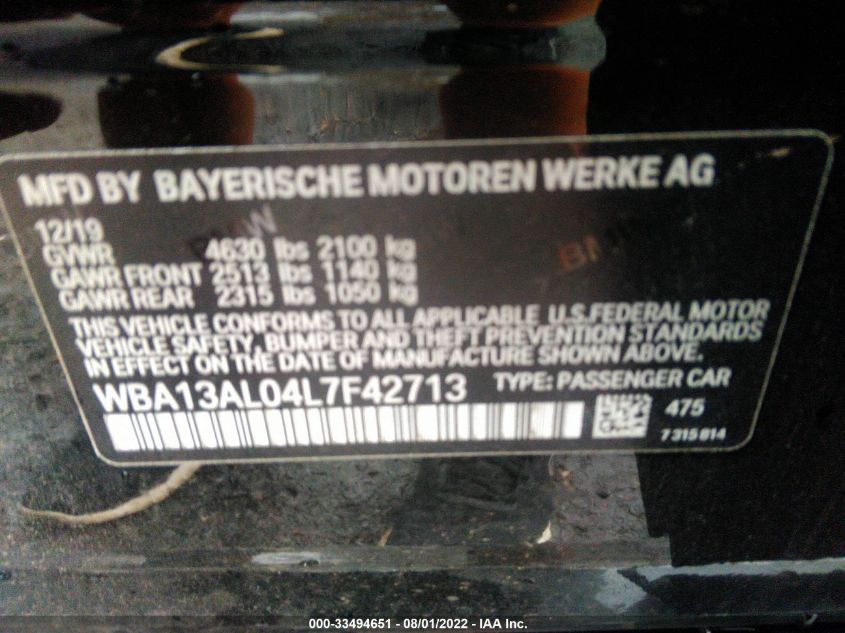 MFD BY BAYERISCHE MOTOREN WERKE AG
12/19
GVWR 4630 lbs 2100 kg
GAWR FRONT 2513 lbs 1140 kg
GAWR REAR 2315 lbs 1050 kg
THIS VEHICLE CONFORMS TO ALL APPLICABLE U.S.FEDERAL MOTOR
VEHICLE SAFETY, BUMPER AND THEFT PREVENTION STANDARDS
IN EFFECT ON THE DATE OF MANUFACTURE SHOWN ABOVE.
WBA13AL04L7F42713 TYPE: PASSENGER CAR
475
7315814
000-33494651 - 08/01/2022 - IAA Inc.